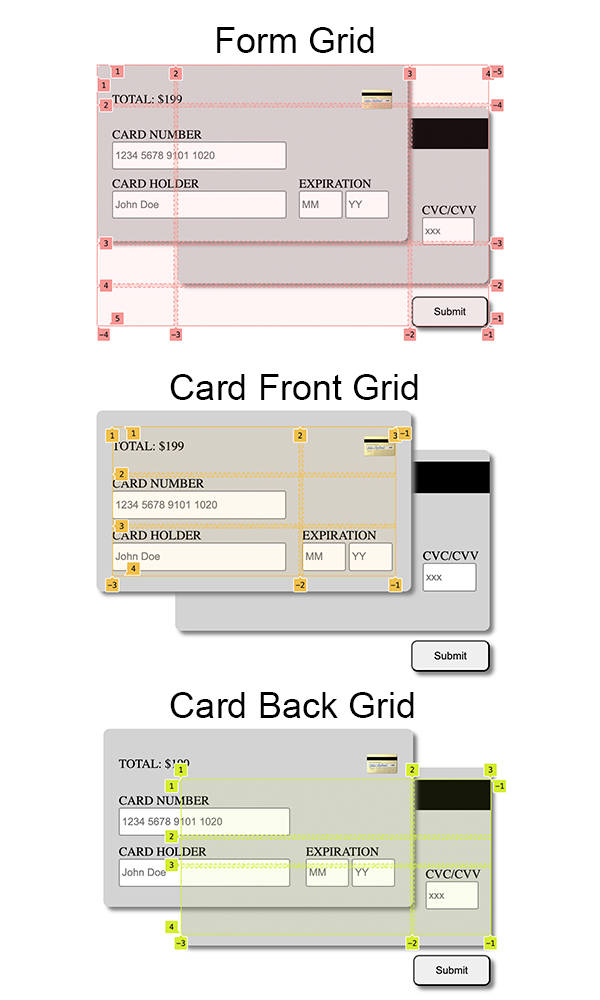 Form Grid
1 2 3 4 -5
1
TOTAL: $199
2 -4
CARD NUMBER
1234 5678 9101 1020
CARD HOLDER EXPIRATION
John Doe MM YY
CVC/CVV
xxx
3 -3
4 -2
Submit
5 -1
-4 -3 -2 -1
Card Front Grid
1 1 2 3 -1
TOTAL: $199
2
CARD NUMBER
1234 5678 9101 1020
3
CARD HOLDER EXPIRATION
John Doe MM YY
CVC/CVV
xxx
4
-3 -2 -1
Submit
Card Back Grid
TOTAL: $199
1 2 3
1 -1
CARD NUMBER
1234 5678 9101 1020
2
CARD HOLDER EXPIRATION
3
John Doe MM YY
CVC/CVV
xxx
4
-3 -2 -1
Submit